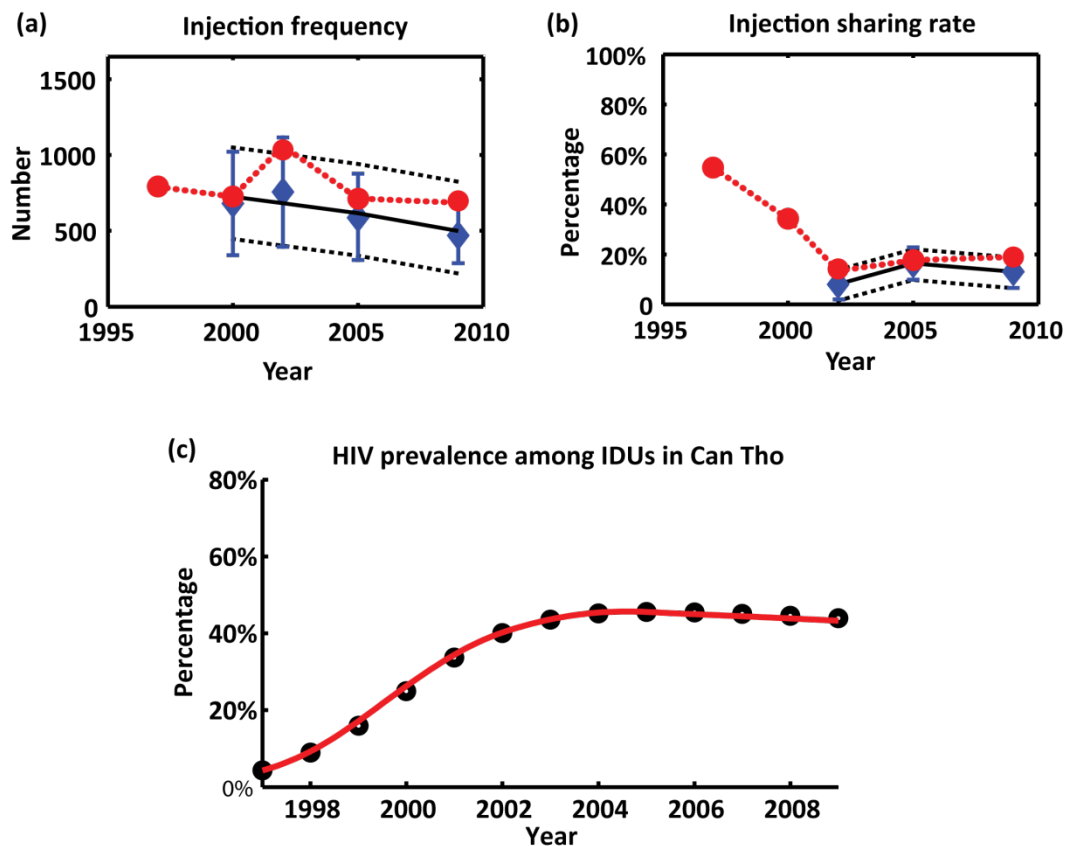 (a)
Injection frequency
1500
1000
500
0
Number
1995
2000
2005
2010
Year
(b)
Injection sharing rate
100%
80%
60%
40%
20%
0
Percentage
1995
2000
2005
2010
Year
(c)
HIV prevalence among IDUs in Can Tho
80%
60%
40%
20%
0%
Percentage
1998
2000
2002
2004
2006
2008
Year